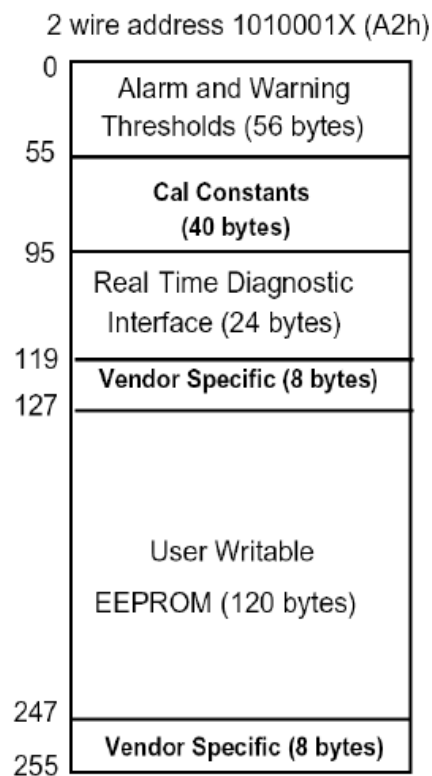 2 wire address 1010001X (A2h)
0
Alarm and Warning
Thresholds (56 bytes)
55
Cal Constants
(40 bytes)
95
Real Time Diagnostic
Interface (24 bytes)
119
Vendor Specific (8 bytes)
127
User Writable
EEPROM (120 bytes)
247
Vendor Specific (8 bytes)
255